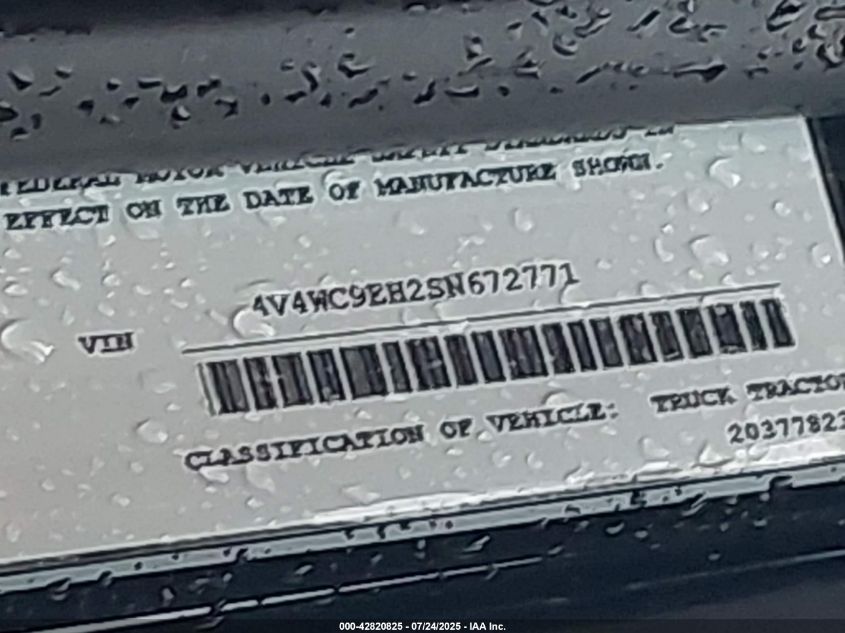 FEDERAL MOTOR VEHICLE SAFETY STANDARDS IN
EFFECT ON THE DATE OF MANUFACTURE SHOWN.
4V4WC9EH2SN672771
VIN
CLASSIFICATION OF VEHICLE: TRUCK TRACTOR
20377823
000-42820825 - 07/24/2025 - IAA Inc.